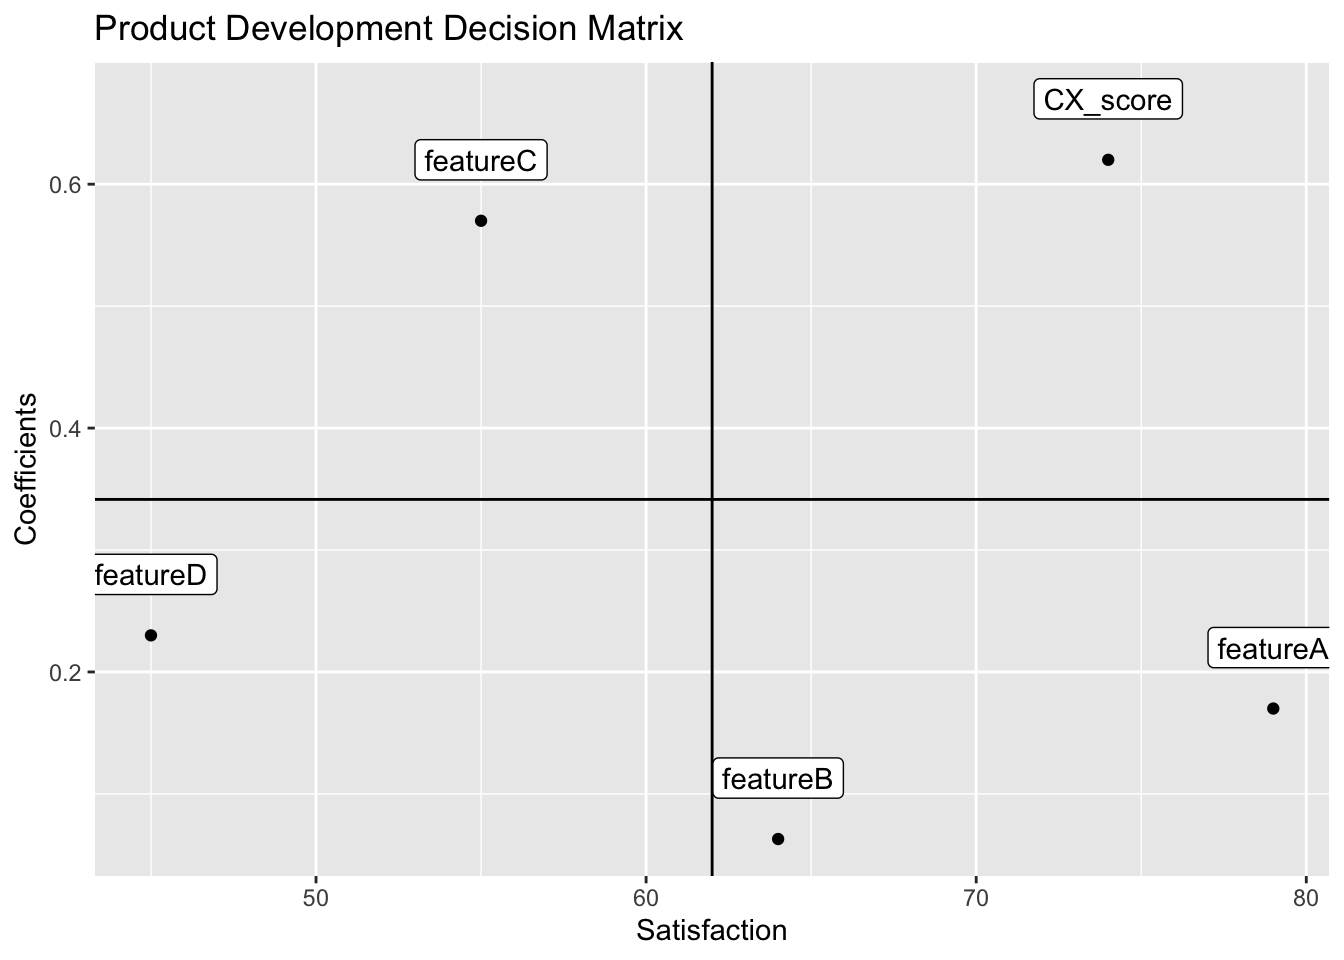 Product Development Decision Matrix
CX_score
featureC
0.6
0.4
Coefficients
featureD
featureA
0.2
featureB
50
60
70
80
Satisfaction